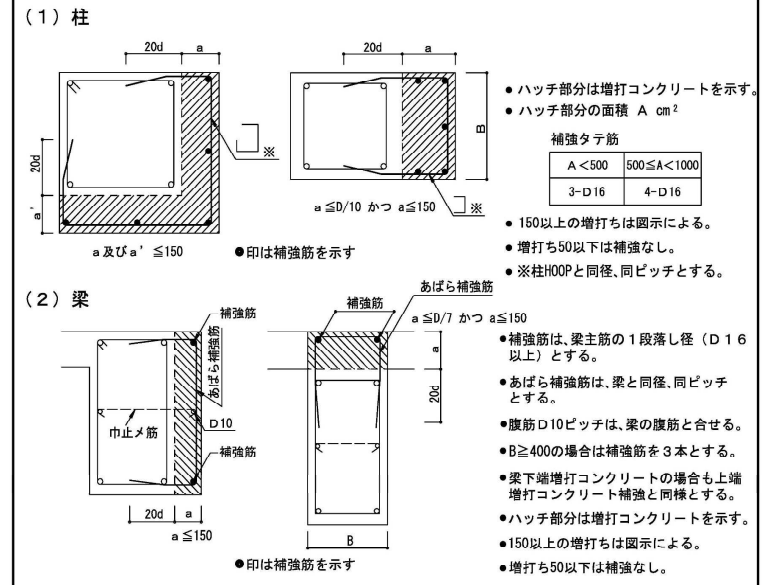 (1)柱
20d
a
20d
a'
※
a及びa'≦150
20d
a
B
※
a≦D/10 かつ a≦150
●印は補強筋を示す
●ハッチ部分は増打コンクリートを示す。
●ハッチ部分の面積 A cm²
補強タテ筋
A<500 500≦A<1000
3-D16 4-D16
●150以上の増打ちは図示による。
●増打ち50以下は補強なし。
●※柱HOOPと同径、同ピッチとする。
(2)梁
補強筋
あばら補強筋
D10
巾止メ筋
補強筋
20d
a
a≦150
あばら補強筋
補強筋
a≦D/7 かつ a≦150
a
20d
B
●印は補強筋を示す
●補強筋は、梁主筋の1段落し径(D16
以上)とする。
●あばら補強筋は、梁と同径、同ピッチ
とする。
●腹筋D10ピッチは、梁の腹筋と合せる。
●B≧400の場合は補強筋を3本とする。
●梁下端増打コンクリートの場合も上端
増打コンクリート補強と同様とする。
●ハッチ部分は増打コンクリートを示す。
●150以上の増打ちは図示による。
●増打ち50以下は補強なし。